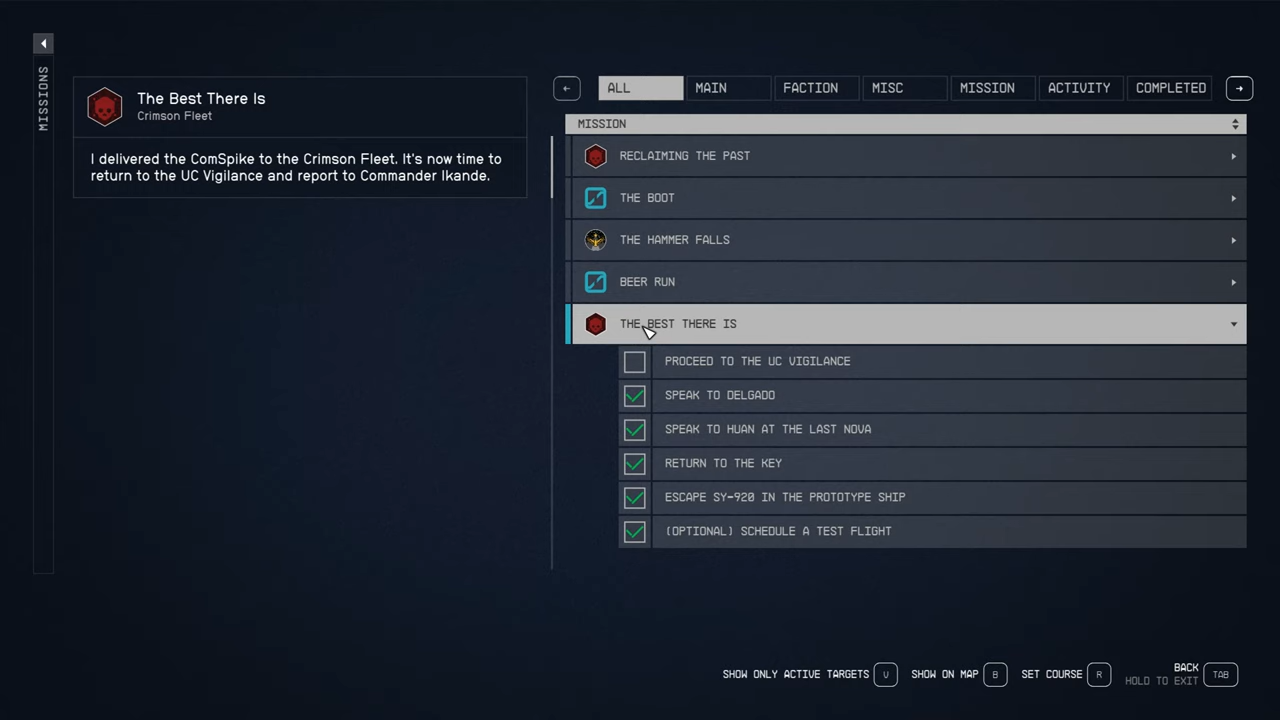 MISSIONS
The Best There Is
Crimson Fleet
I delivered the ComSpike to the Crimson Fleet. It's now time to
return to the UC Vigilance and report to Commander Ikande.
ALL MAIN FACTION MISC MISSION ACTIVITY COMPLETED
MISSION
RECLAIMING THE PAST
THE BOOT
THE HAMMER FALLS
BEER RUN
THE BEST THERE IS
PROCEED TO THE UC VIGILANCE
SPEAK TO DELGADO
SPEAK TO HUAN AT THE LAST NOVA
RETURN TO THE KEY
ESCAPE SY-920 IN THE PROTOTYPE SHIP
(OPTIONAL) SCHEDULE A TEST FLIGHT
SHOW ONLY ACTIVE TARGETS V SHOW ON MAP B SET COURSE R BACK TAB
HOLD TO EXIT